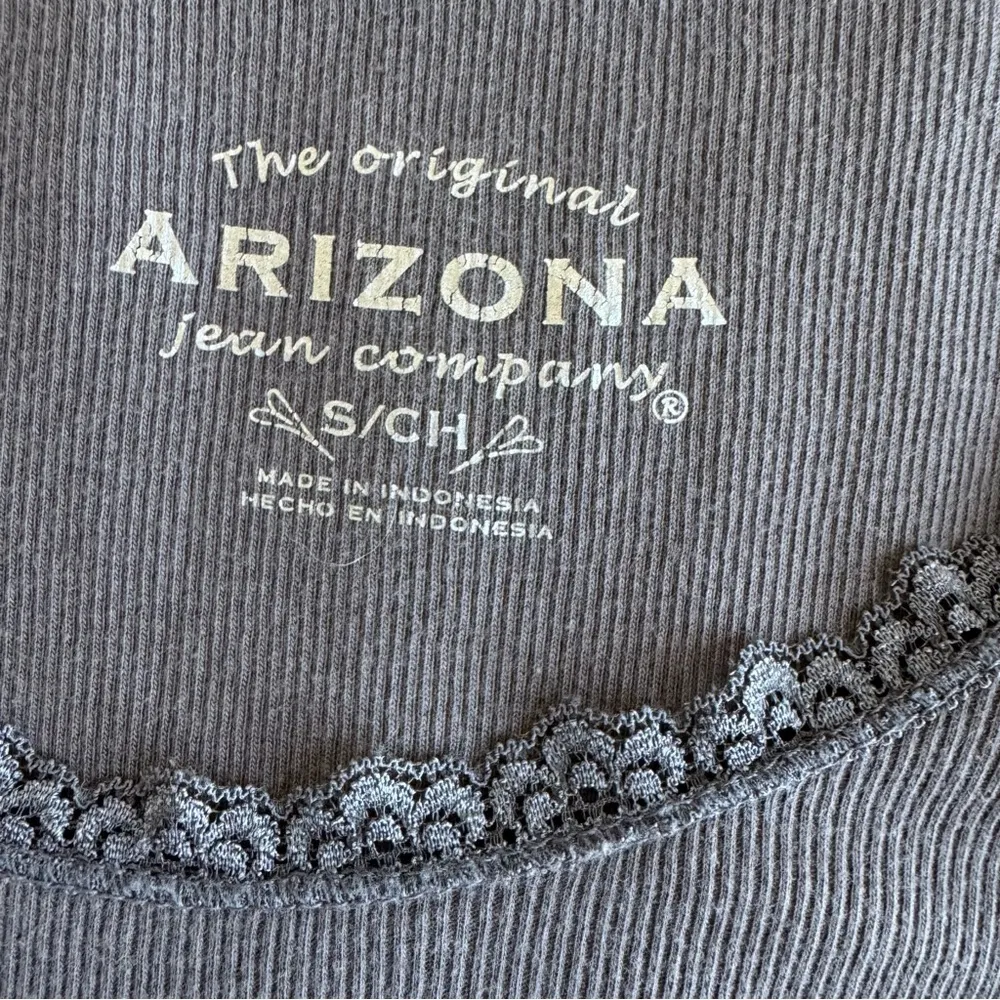 The original
ARIZONA
jean company®
S/CH
MADE IN INDONESIA
HECHO EN INDONESIA